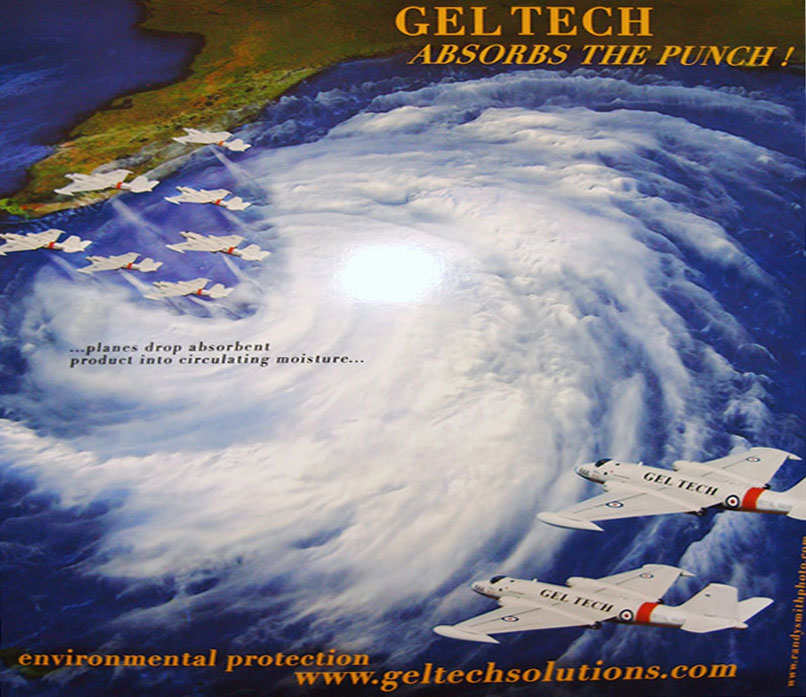 GEL TECH
ABSORBS THE PUNCH !
...planes drop absorbent
product into circulating moisture...
GEL TECH
GEL TECH
environmental protection
www.geltechsolutions.com
www.randysmithphoto.com